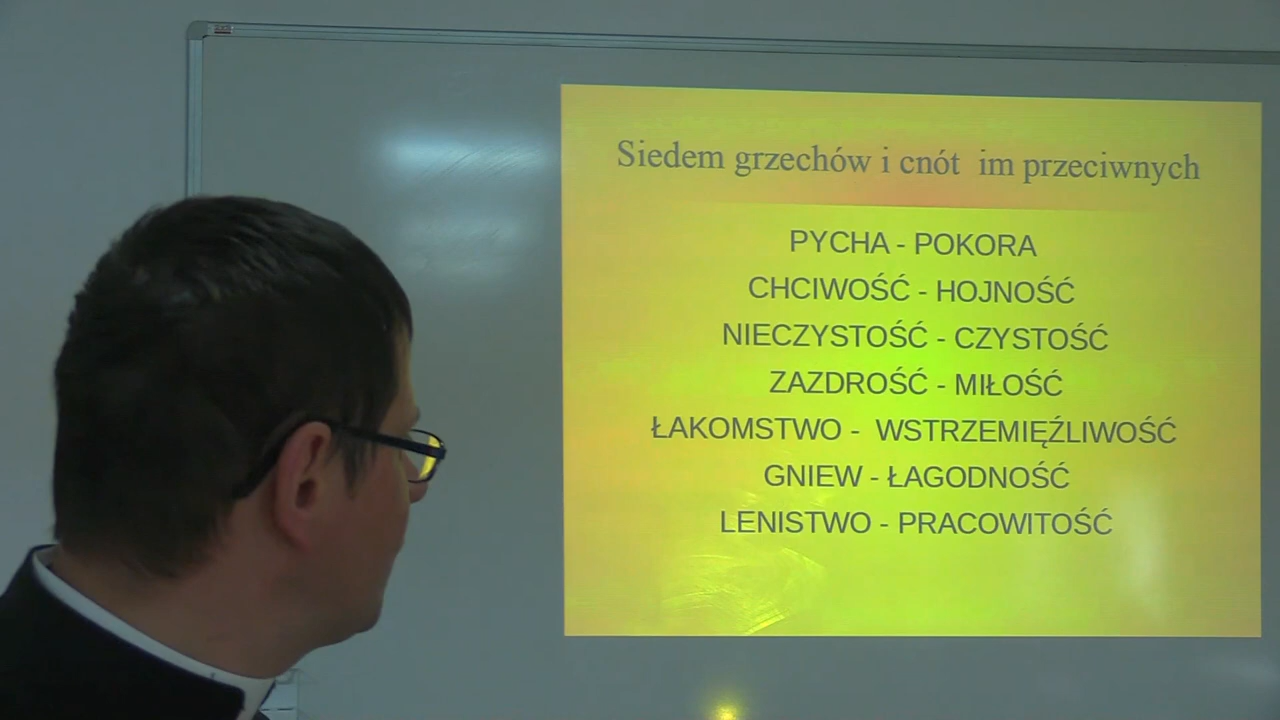 Siedem grzechów i cnót im przeciwnych
PYCHA - POKORA
CHCIWOŚĆ - HOJNOŚĆ
NIECZYSTOŚĆ - CZYSTOŚĆ
ZAZDROŚĆ - MIŁOŚĆ
ŁAKOMSTWO - WSTRZEMIĘŹLIWOŚĆ
GNIEW - ŁAGODNOŚĆ
LENISTWO - PRACOWITOŚĆ